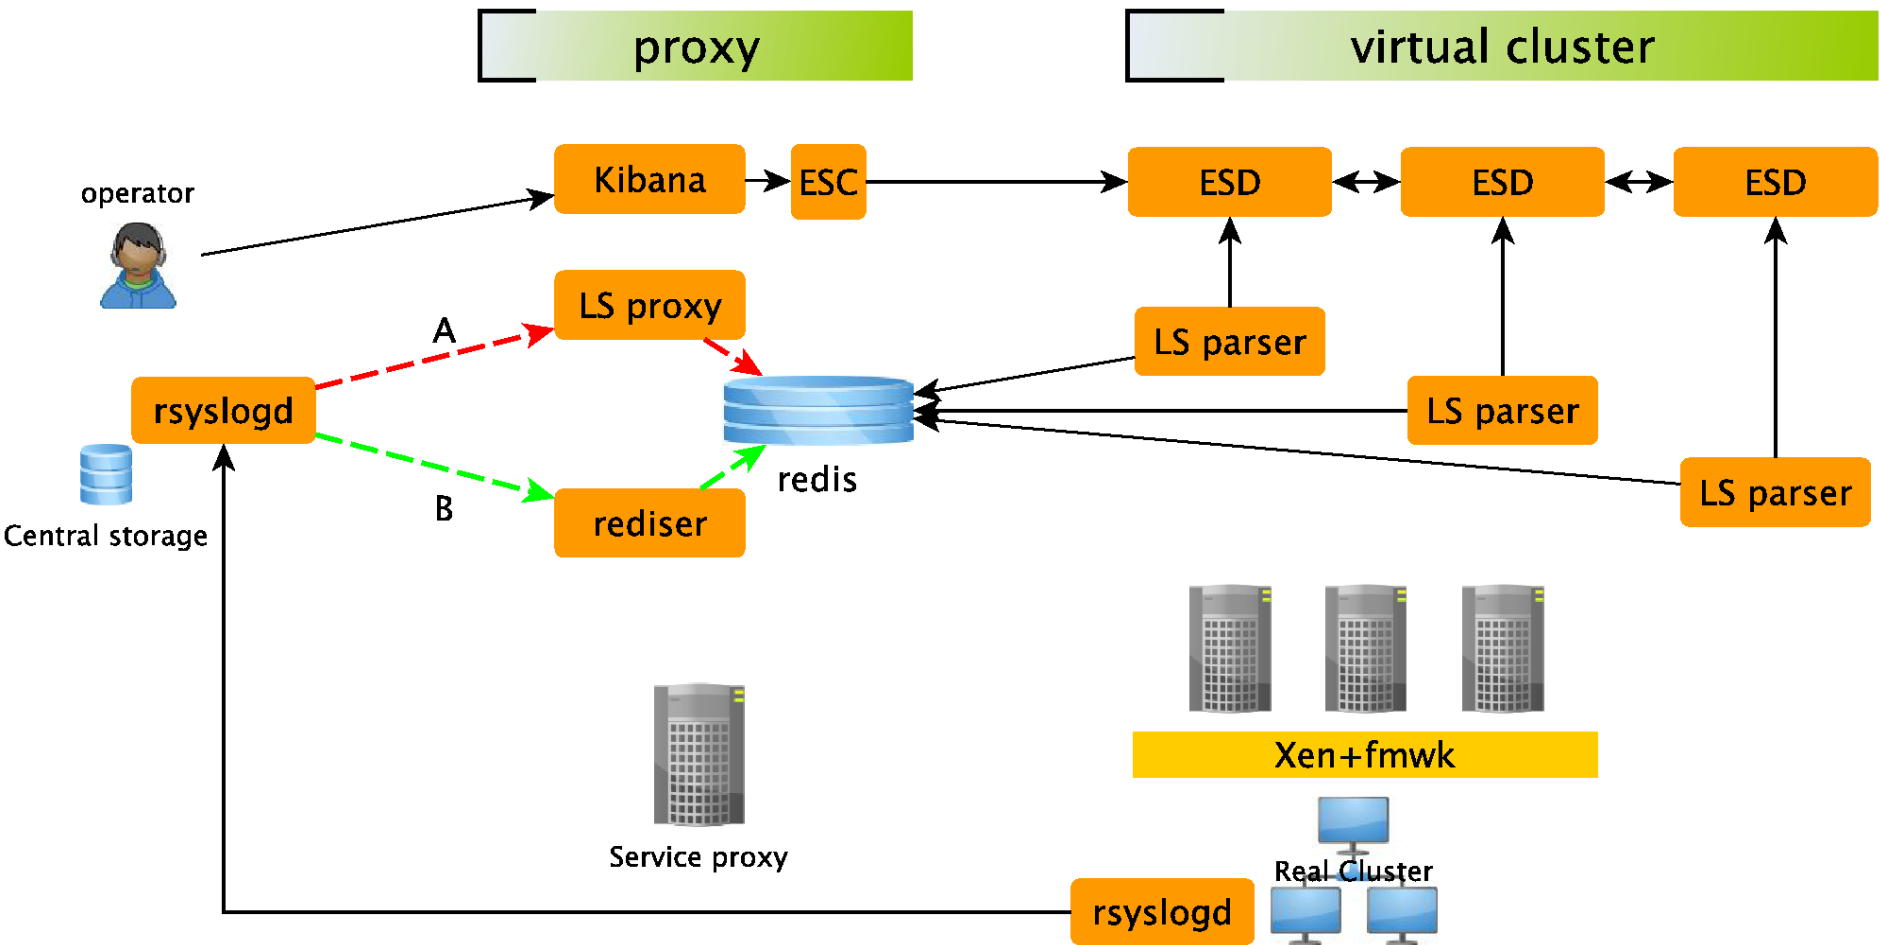 proxy
virtual cluster
operator
Kibana
ESC
ESD
ESD
ESD
LS proxy
A
LS parser
rsyslogd
LS parser
redis
B
rediser
LS parser
Central storage
Xen+fmwk
Service proxy
Real Cluster
rsyslogd